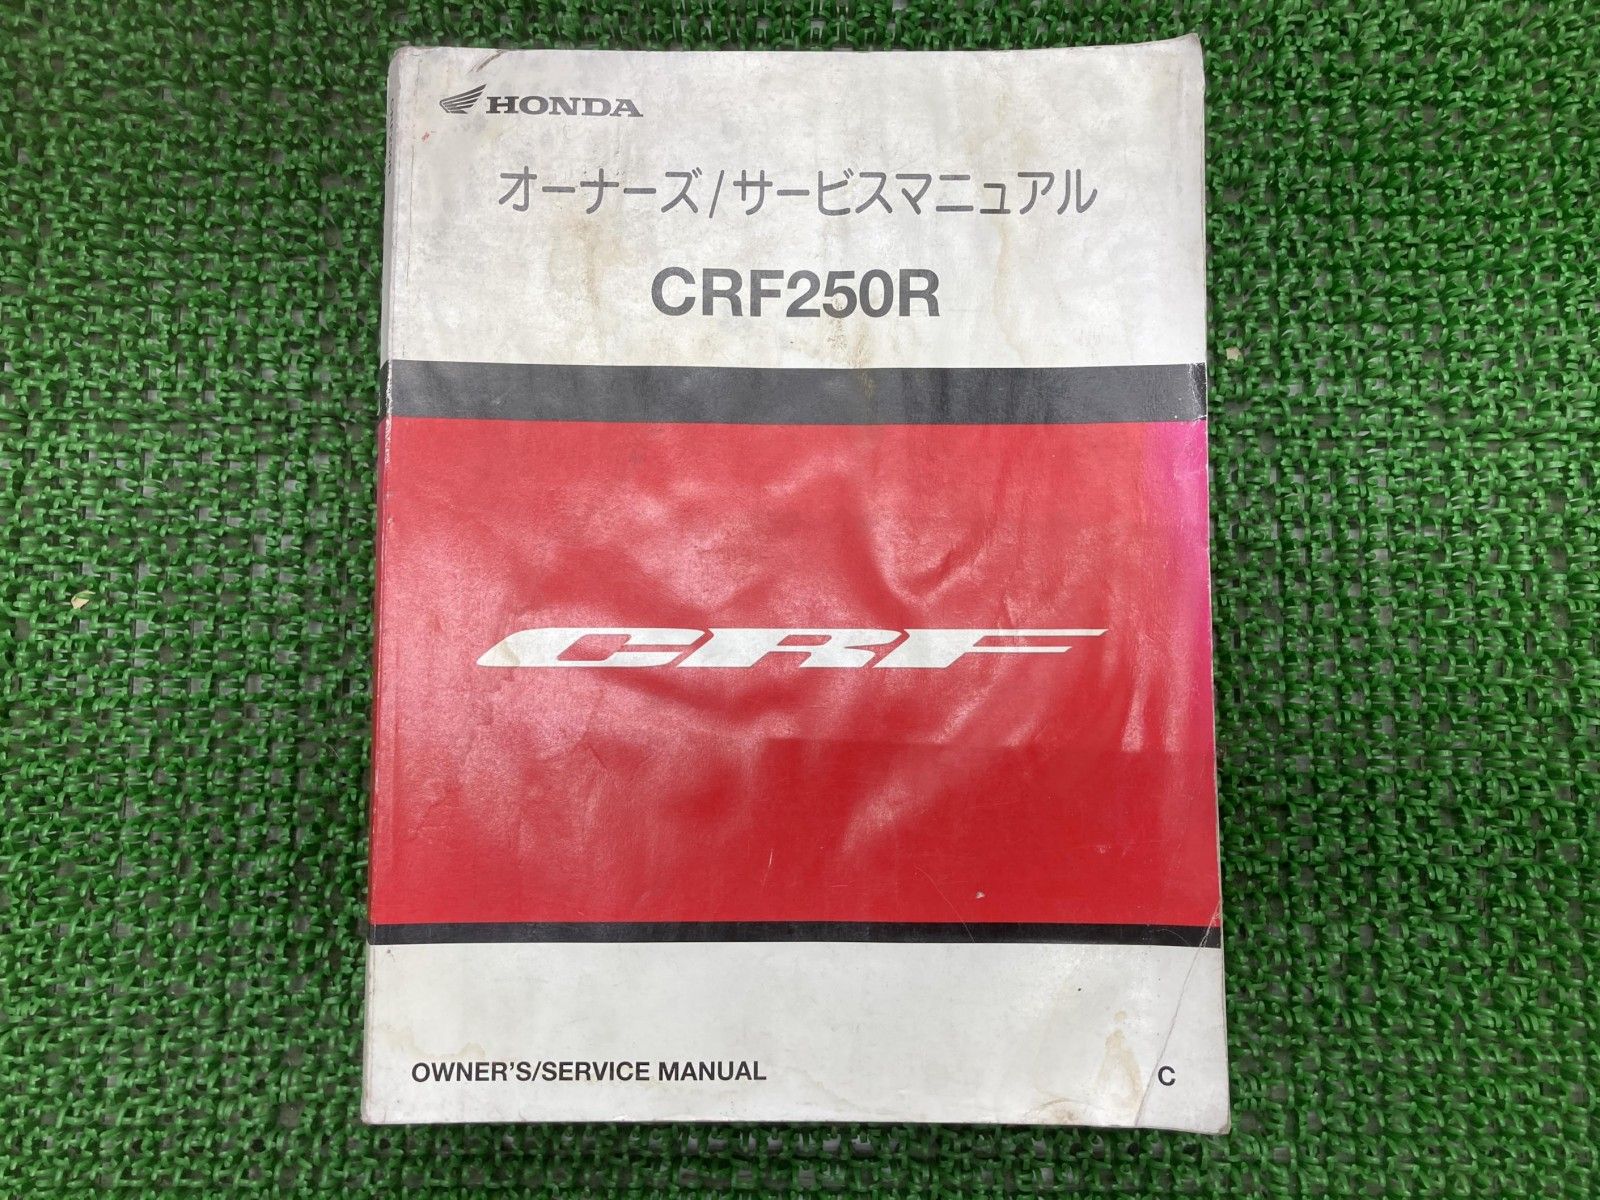 HONDA
オーナーズ/サービスマニュアル
CRF250R
CRF
OWNER'S/SERVICE MANUAL
C